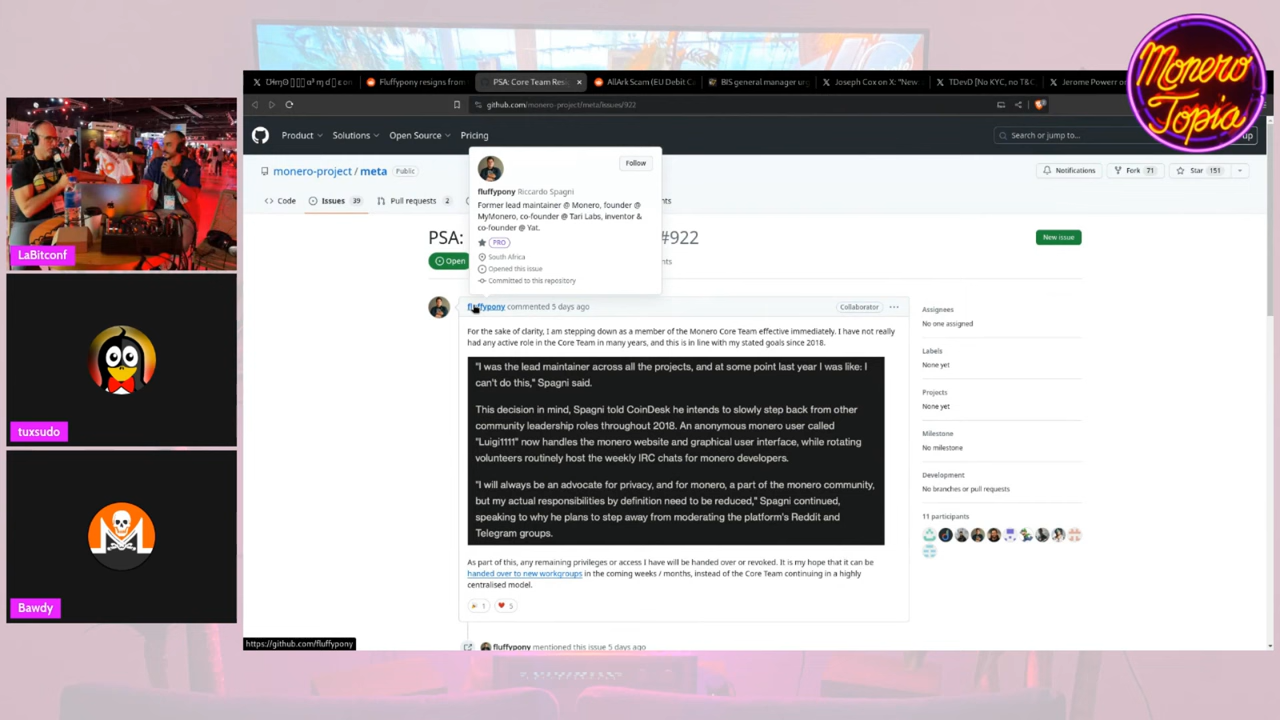 Monero
Topia
Fluffypony resigns from
PSA: Core Team Res
AllArk Scam (EU Debit C
BIS general manager ur
Joseph Cox on X: "New
TDevD [No KYC, no T&C
Jerome Powerr on
github.com/monero-project/meta/issues/922
Product
Solutions
Open Source
Pricing
Search or jump to...
up
monero-project / meta
Public
Notifications
Fork 71
Star 151
Code
Issues 39
Pull requests 2
nts
fluffypony Riccardo Spagni
Follow
Former lead maintainer @ Monero, founder @
MyMonero, co-founder @ Tari Labs, inventor &
co-founder @ Yat.
PRO
South Africa
Opened this issue
Committed to this repository
PSA:
#922
New issue
Open
nts
fluffypony commented 5 days ago
Collaborator
For the sake of clarity, I am stepping down as a member of the Monero Core Team effective immediately. I have not really
had any active role in the Core Team in many years, and this is in line with my stated goals since 2018.
"I was the lead maintainer across all the projects, and at some point last year I was like: I
can't do this," Spagni said.
This decision in mind, Spagni told CoinDesk he intends to slowly step back from other
community leadership roles throughout 2018. An anonymous monero user called
"Luigi1111" now handles the monero website and graphical user interface, while rotating
volunteers routinely host the weekly IRC chats for monero developers.
"I will always be an advocate for privacy, and for monero, a part of the monero community,
but my actual responsibilities by definition need to be reduced," Spagni continued,
speaking to why he plans to step away from moderating the platform's Reddit and
Telegram groups.
As part of this, any remaining privileges or access I have will be handed over or revoked. It is my hope that it can be
handed over to new workgroups in the coming weeks / months, instead of the Core Team continuing in a highly
centralised model.
1
5
fluffypony mentioned this issue 5 days ago
Assignees
No one assigned
Labels
None yet
Projects
None yet
Milestone
No milestone
Development
No branches or pull requests
11 participants
https://github.com/fluffypony
LaBitconf
tuxsudo
Bawdy